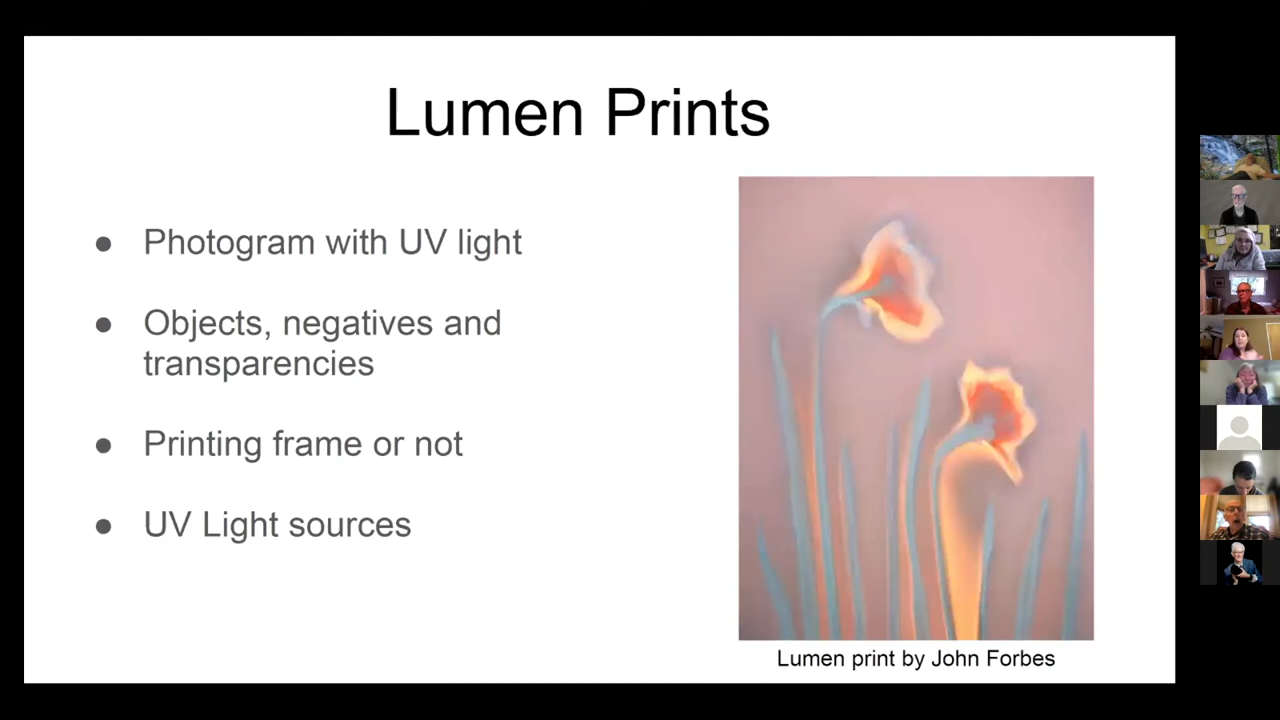 Lumen Prints
● Photogram with UV light
● Objects, negatives and
transparencies
● Printing frame or not
● UV Light sources
Lumen print by John Forbes